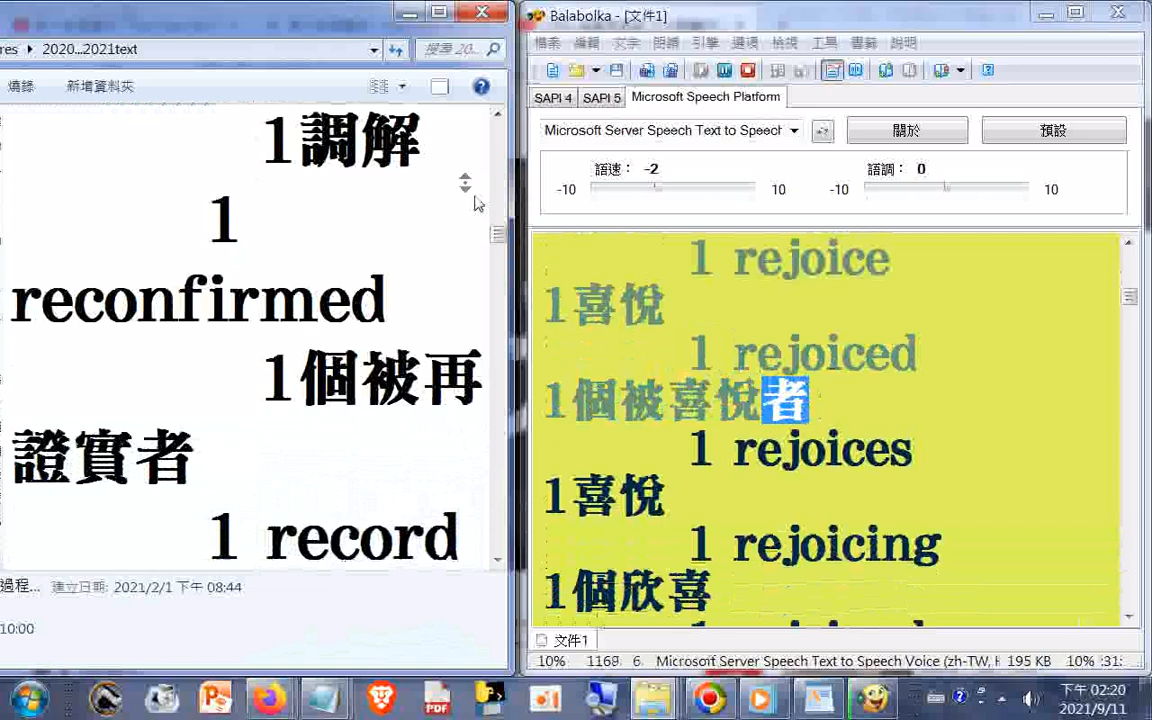 res ▸ 2020...2021text
搜尋 20...
燒錄
新增資料夾
1調解
1
reconfirmed
1個被再
證實者
1 record
過程... 建立日期: 2021/2/1 下午 08:44
10:00
Balabolka - [文件1]
檔案 編輯 文字 朗讀 引擎 選項 檢視 工具 書籤 說明
SAPI 4 SAPI 5 Microsoft Speech Platform
Microsoft Server Speech Text to Speech
關於
預設
語速： -2
語調： 0
-10 10 -10 10
1 rejoice
1喜悅
1 rejoiced
1個被喜悅者
1 rejoices
1喜悅
1 rejoicing
1個欣喜
文件1
10% 1169 6 Microsoft Server Speech Text to Speech Voice (zh-TW, H 195 KB 10% :31:
PDF
下午 02:20
2021/9/11